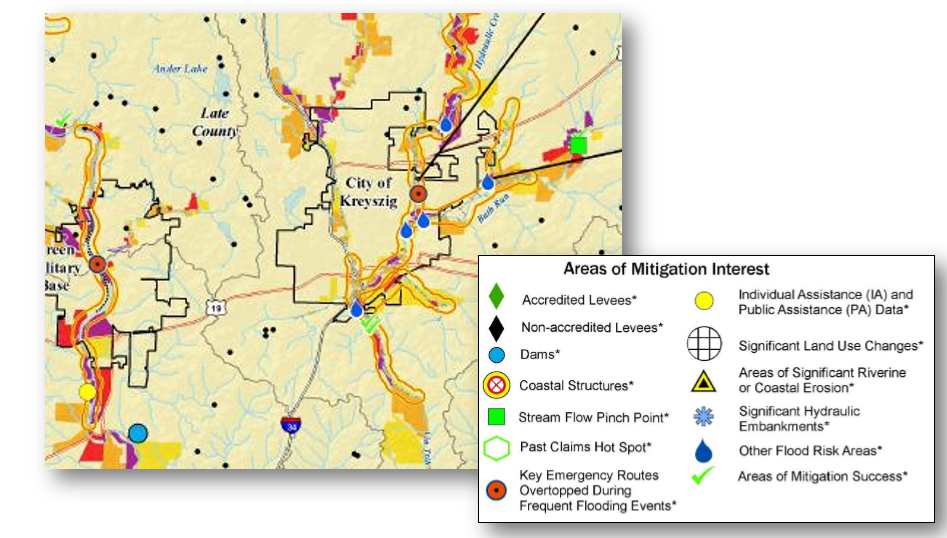 Hydraulic
Ander Lake
Late
County
City of
Kreyszig
Bush Run
litary
Base
19
34
Areas of Mitigation Interest
Accredited Levees*
Non-accredited Levees*
Dams*
Coastal Structures*
Stream Flow Pinch Point*
Past Claims Hot Spot*
Key Emergency Routes
Overtopped During
Frequent Flooding Events*
Individual Assistance (IA) and
Public Assistance (PA) Data*
Significant Land Use Changes*
Areas of Significant Riverine
or Coastal Erosion*
Significant Hydraulic
Embankments*
Other Flood Risk Areas*
Areas of Mitigation Success*